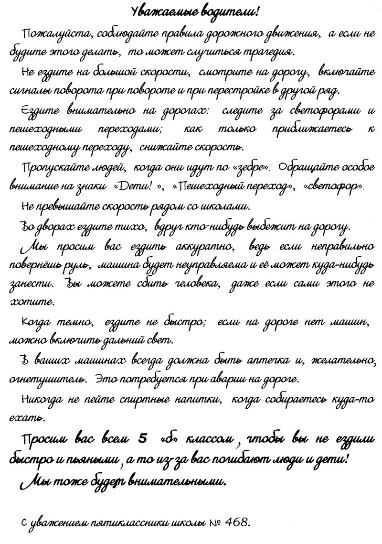 Уважаемые водители!
Пожалуйста, соблюдайте правила дорожного движения, а если не
будите этого делать, то может случиться трагедия.
Не ездите на большой скорости, смотрите на дорогу, включайте
сигналы поворота при повороте и при перестройке в другой ряд.
Ездите внимательно на дорогах: следите за светофорами и
пешеходными переходами; как только приближаетесь к
пешеходному переходу, снижайте скорость.
Пропускайте людей, когда они идут по «зебре». Обращайте особое
внимание на знаки «Дети! », «Пешеходный переход», «светофор».
Не превышайте скорость рядом со школами.
Во дворах ездите тихо, вдруг кто-нибудь выбежит на дорогу.
Мы просим вас ездить аккуратно, ведь если неправильно
повернёшь руль, машина будет неуправляема и её может куда-нибудь
занести. Вы можете сбить человека, даже если сами этого не
хотите.
Когда темно, ездите не быстро; если на дороге нет машин,
можно включить дальний свет.
В ваших машинах всегда должна быть аптечка и, желательно,
огнетушитель. Это потребуется при аварии на дороге.
Никогда не пейте спиртные напитки, когда собираетесь куда-то
ехать.
Просим вас всем 5 «б» классом, чтобы вы не ездили
быстро и пьяными, а то из-за вас погибают люди и дети!
Мы тоже будем внимательными.
С уважением пятиклассники школы № 468.